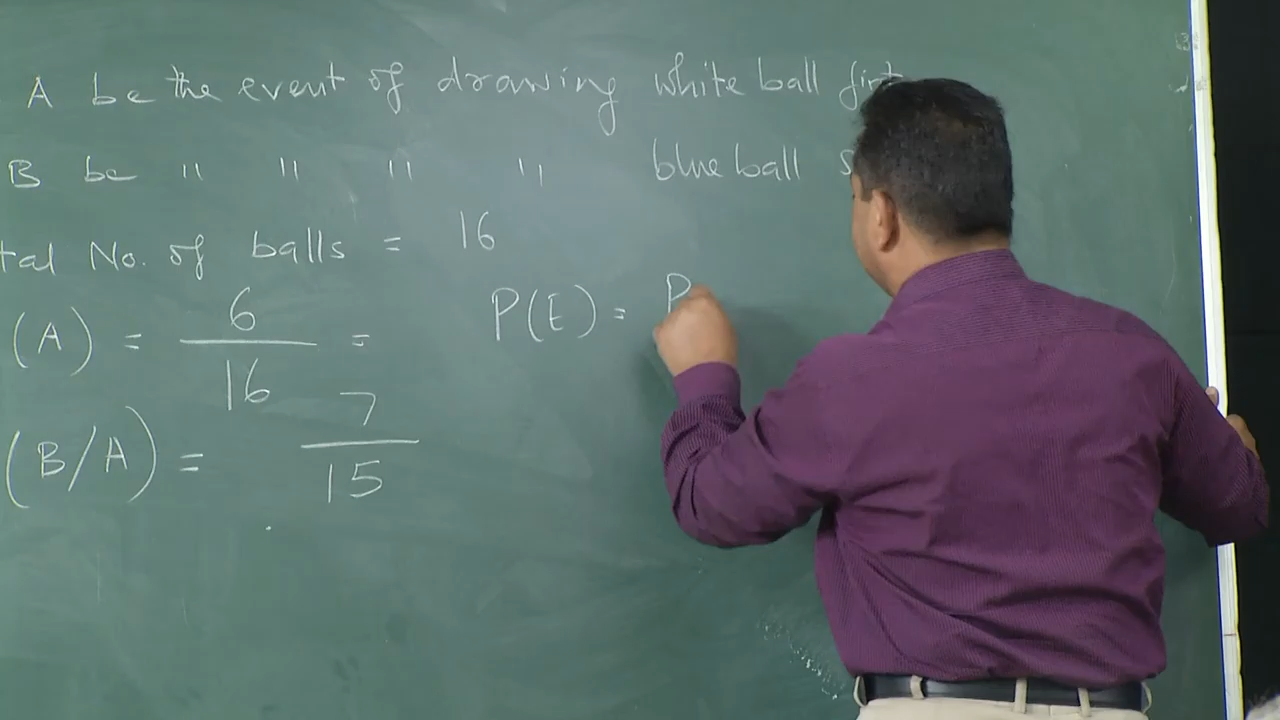 A be the event of drawing white ball first
B be " " " " blue ball
No. of balls = 16
(A) = 6/16 =
P(E) = P
(B/A) = 7/15